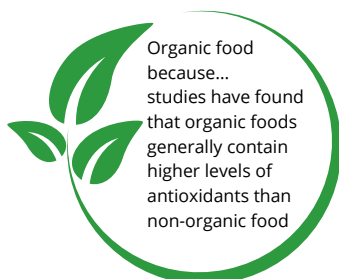 Organic food
because...
studies have found
that organic foods
generally contain
higher levels of
antioxidants than
non-organic food